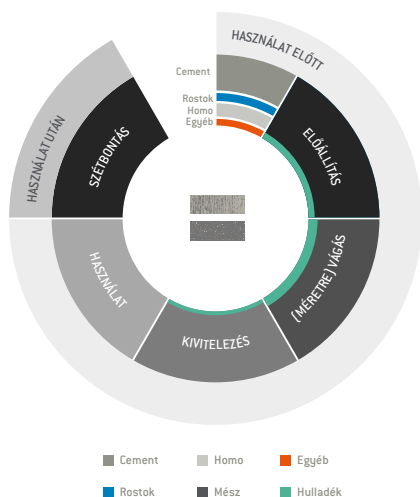 HASZNÁLAT ELŐTT
Cement
Rostok
Homo
Egyéb
ELŐÁLLÍTÁS
(MÉRETRE) VÁGÁS
KIVITELEZÉS
HASZNÁLAT
SZÉTBONTÁS
HASZNÁLAT UTÁN
Cement Homo Egyéb
Rostok Mész Hulladék